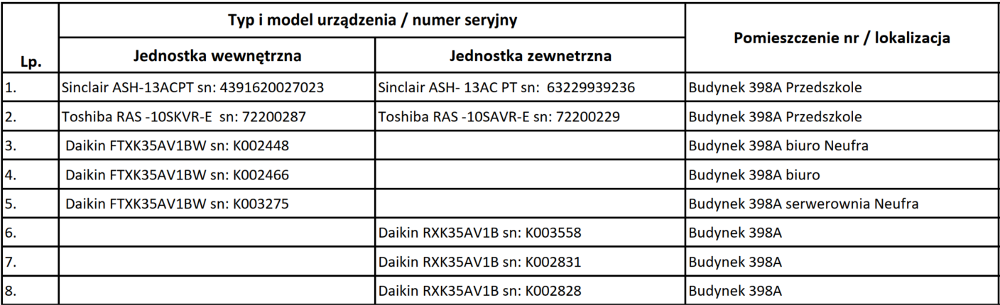 Lp. Typ i model urządzenia / numer seryjny Pomieszczenie nr / lokalizacja
Jednostka wewnętrzna Jednostka zewnetrzna
1. Sinclair ASH-13ACPT sn: 4391620027023 Sinclair ASH- 13AC PT sn: 63229939236 Budynek 398A Przedszkole
2. Toshiba RAS -10SKVR-E sn: 72200287 Toshiba RAS -10SAVR-E sn: 72200229 Budynek 398A Przedszkole
3. Daikin FTXK35AV1BW sn: K002448 Budynek 398A biuro Neufra
4. Daikin FTXK35AV1BW sn: K002466 Budynek 398A biuro
5. Daikin FTXK35AV1BW sn: K003275 Budynek 398A serwerownia Neufra
6. Daikin RXK35AV1B sn: K003558 Budynek 398A
7. Daikin RXK35AV1B sn: K002831 Budynek 398A
8. Daikin RXK35AV1B sn: K002828 Budynek 398A